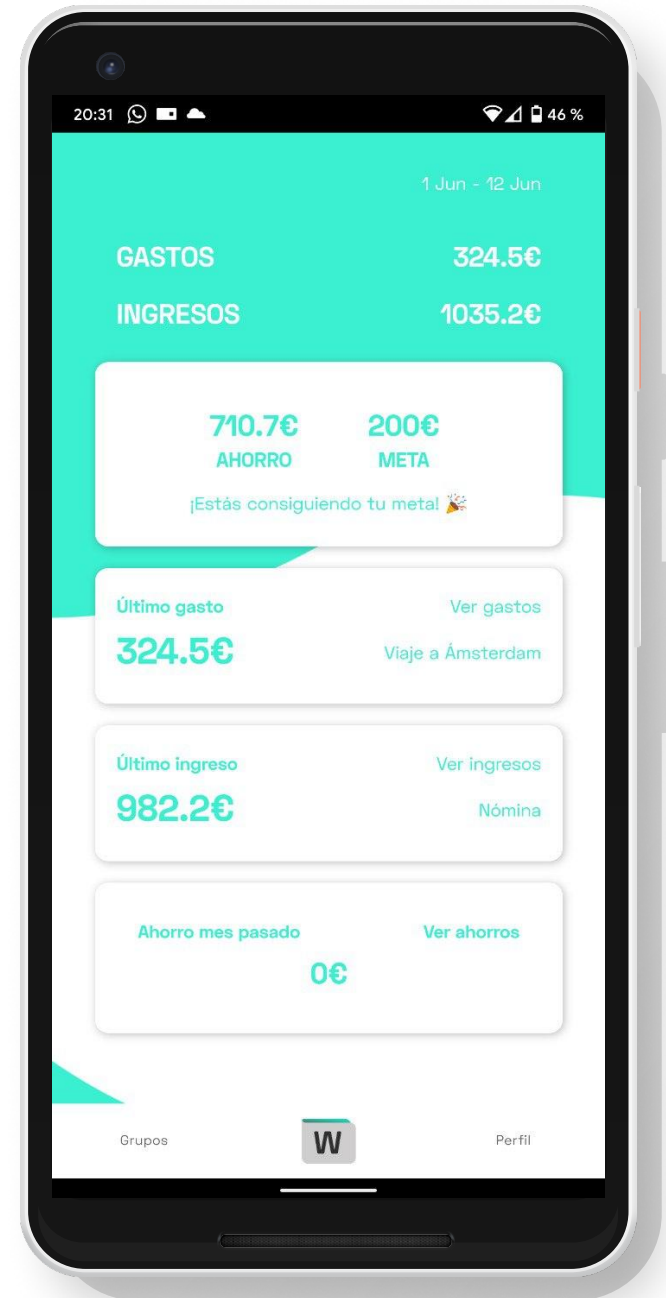 20:31 46 %
1 Jun - 12 Jun
GASTOS 324.5€
INGRESOS 1035.2€
710.7€ 200€
AHORRO META
¡Estás consiguiendo tu meta! 🎉
Último gasto Ver gastos
324.5€ Viaje a Ámsterdam
Último ingreso Ver ingresos
982.2€ Nómina
Ahorro mes pasado Ver ahorros
0€
Grupos W Perfil